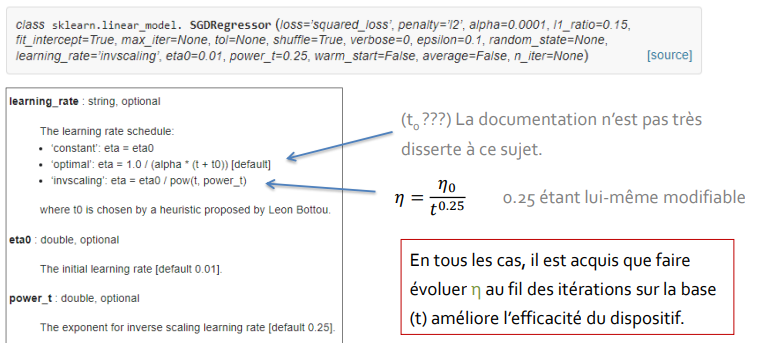 class sklearn.linear_model. SGDRegressor (loss='squared_loss', penalty='l2', alpha=0.0001, l1_ratio=0.15,
fit_intercept=True, max_iter=None, tol=None, shuffle=True, verbose=0, epsilon=0.1, random_state=None,
learning_rate='invscaling', eta0=0.01, power_t=0.25, warm_start=False, average=False, n_iter=None) [source]
learning_rate : string, optional
The learning rate schedule:
• 'constant': eta = eta0
• 'optimal': eta = 1.0 / (alpha * (t + t0)) [default]
• 'invscaling': eta = eta0 / pow(t, power_t)
where t0 is chosen by a heuristic proposed by Leon Bottou.
eta0 : double, optional
The initial learning rate [default 0.01].
power_t : double, optional
The exponent for inverse scaling learning rate [default 0.25].
(t₀ ???) La documentation n'est pas très
disserte à ce sujet.
η = η₀ / t^0.25 0.25 étant lui-même modifiable
En tous les cas, il est acquis que faire
évoluer η au fil des itérations sur la base
(t) améliore l'efficacité du dispositif.